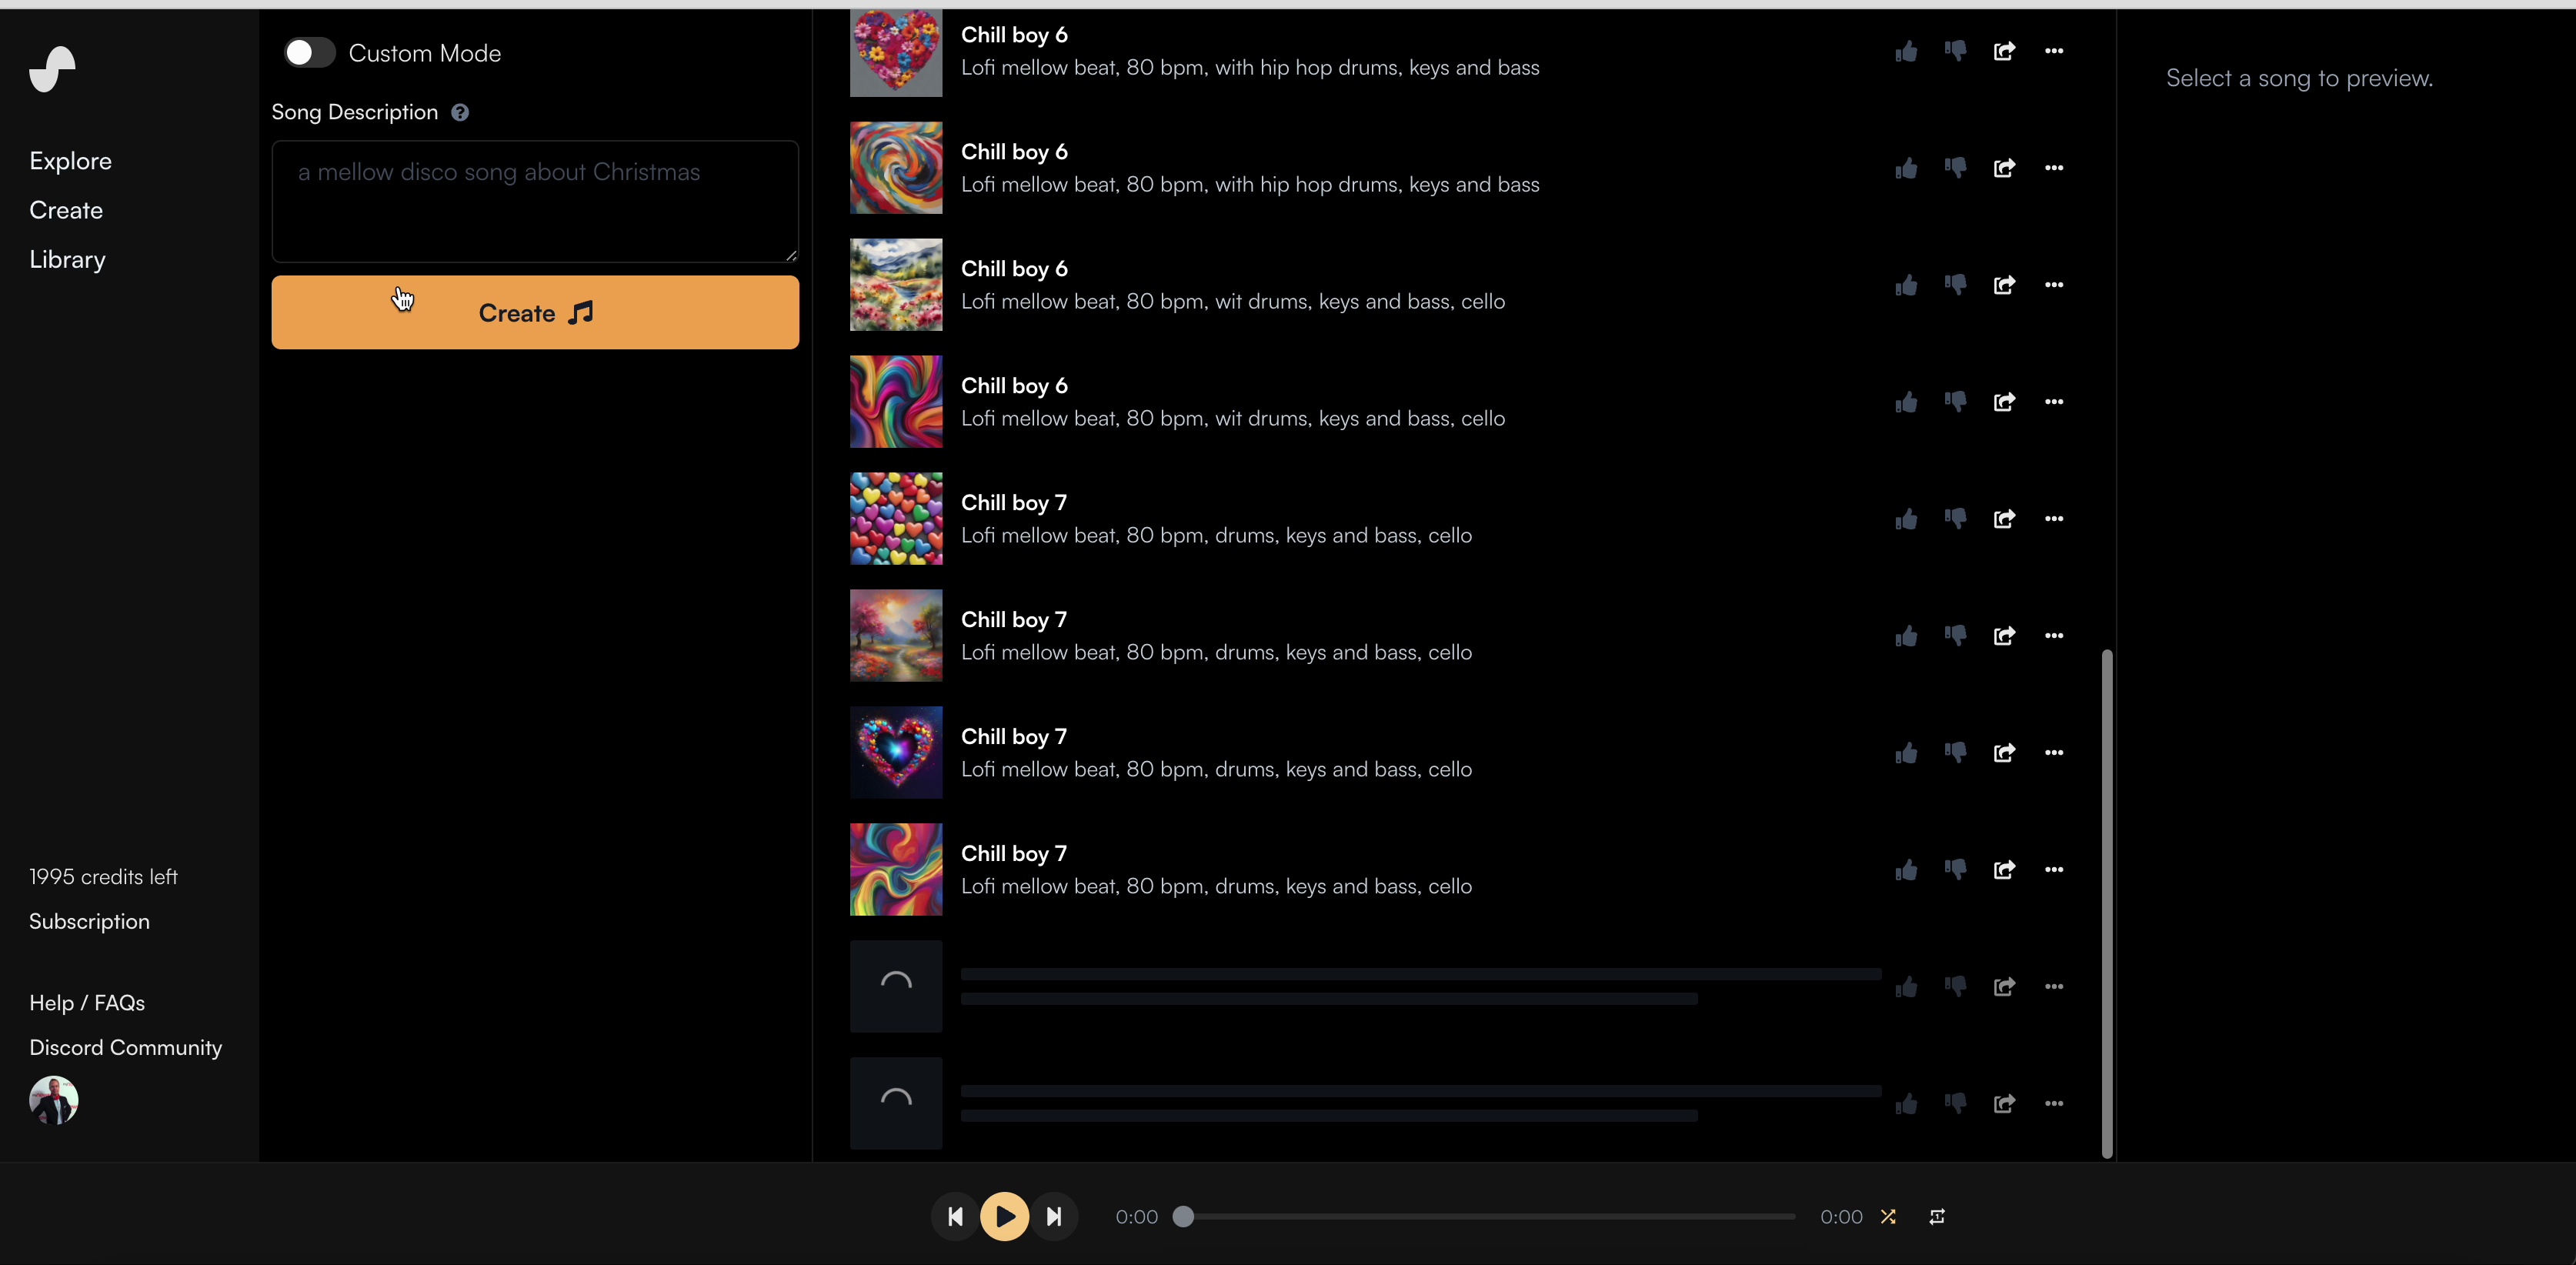 Explore
Create
Library
1995 credits left
Subscription
Help / FAQs
Discord Community
Custom Mode
Song Description ?
a mellow disco song about Christmas
Create
Chill boy 6
Lofi mellow beat, 80 bpm, with hip hop drums, keys and bass
Chill boy 6
Lofi mellow beat, 80 bpm, with hip hop drums, keys and bass
Chill boy 6
Lofi mellow beat, 80 bpm, wit drums, keys and bass, cello
Chill boy 6
Lofi mellow beat, 80 bpm, wit drums, keys and bass, cello
Chill boy 7
Lofi mellow beat, 80 bpm, drums, keys and bass, cello
Chill boy 7
Lofi mellow beat, 80 bpm, drums, keys and bass, cello
Chill boy 7
Lofi mellow beat, 80 bpm, drums, keys and bass, cello
Chill boy 7
Lofi mellow beat, 80 bpm, drums, keys and bass, cello
Select a song to preview.
0:00
0:00